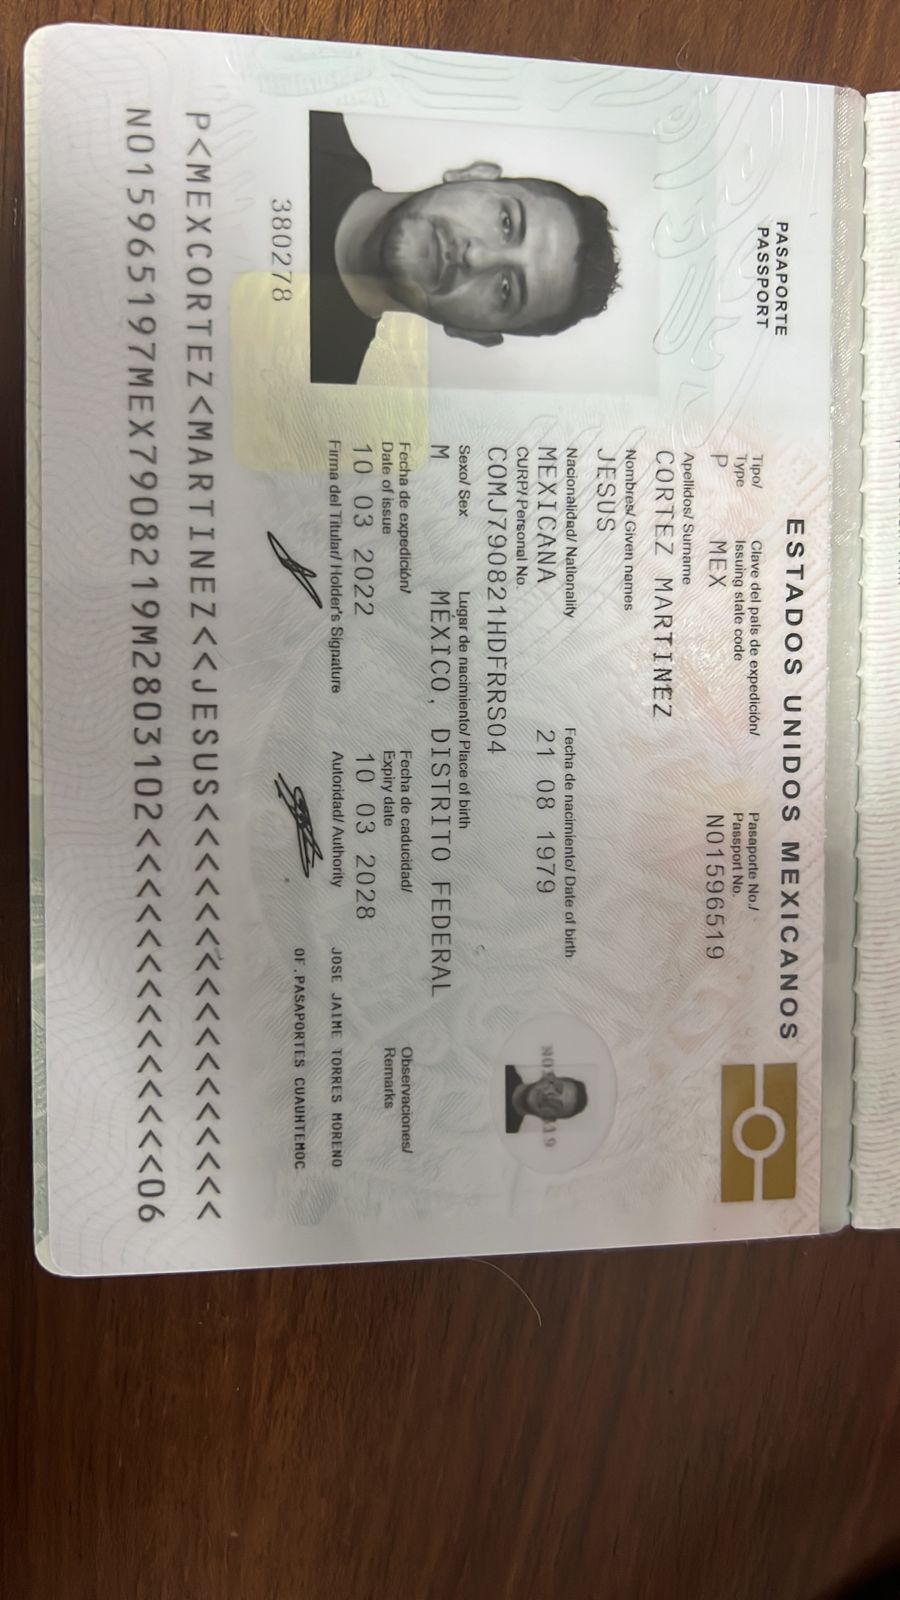 ESTADOS UNIDOS MEXICANOS
PASAPORTE
PASSPORT
Tipo/
Type
P
Clave del país de expedición/
Issuing state code
MEX
Pasaporte No./
Passport No.
N01596519
Apellidos/ Surname
CORTEZ MARTINEZ
Nombres/ Given names
JESUS
Nacionalidad/ Nationality
MEXICANA
Fecha de nacimiento/ Date of birth
21 08 1979
CURP/ Personal No.
COMJ790821HDFRRS04
Sexo/ Sex
M
Lugar de nacimiento/ Place of birth
MÉXICO, DISTRITO FEDERAL
Fecha de expedición/
Date of issue
10 03 2022
Fecha de caducidad/
Expiry date
10 03 2028
Observaciones/
Remarks
Firma del Titular/ Holder's Signature
Autoridad/ Authority
JOSE JAIME TORRES MORENO
OF.PASAPORTES CUAUHTEMOC
380278
P<MEXCORTEZ<MARTINEZ<<JESUS<<<<<<<<<<<<<<<<<
N015965197MEX7908219M2803102<<<<<<<<<<<<<<06